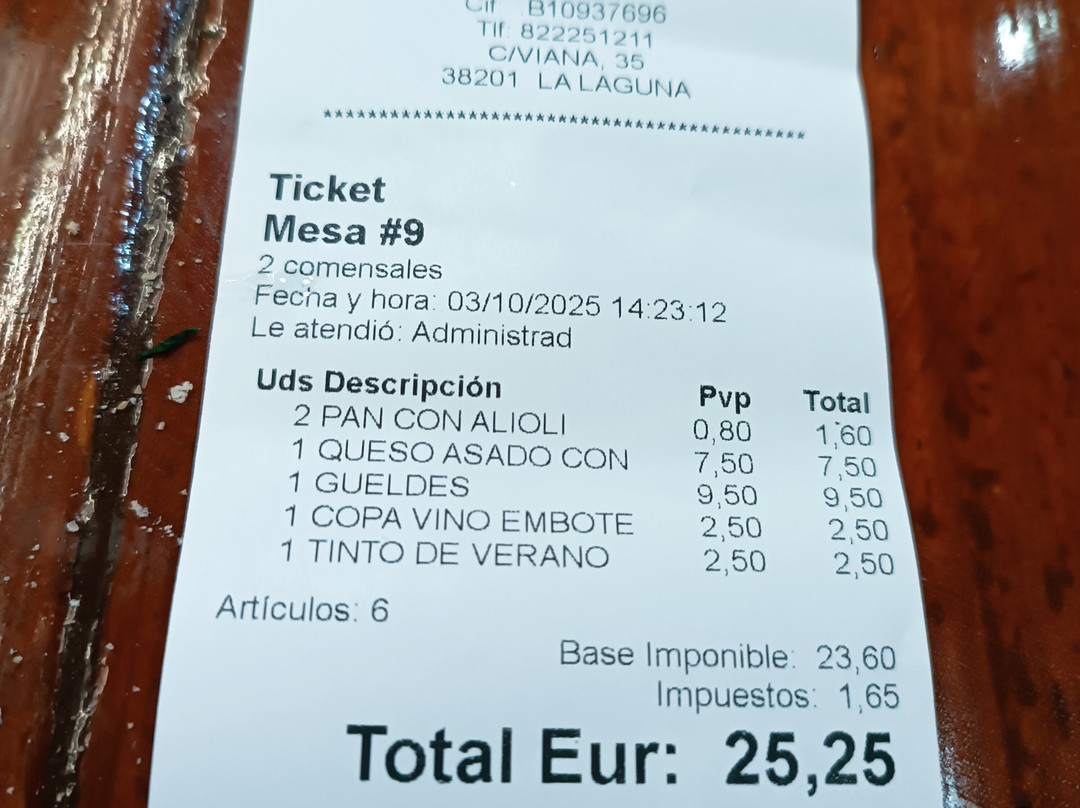 Cif: B10937696
Tlf: 822251211
C/VIANA, 35
38201 LA LAGUNA
******************************************
Ticket
Mesa #9
2 comensales
Fecha y hora: 03/10/2025 14:23:12
Le atendió: Administrad
Uds Descripción Pvp Total
2 PAN CON ALIOLI 0,80 1,60
1 QUESO ASADO CON 7,50 7,50
1 GUELDES 9,50 9,50
1 COPA VINO EMBOTE 2,50 2,50
1 TINTO DE VERANO 2,50 2,50
Artículos: 6
Base Imponible: 23,60
Impuestos: 1,65
Total Eur: 25,25